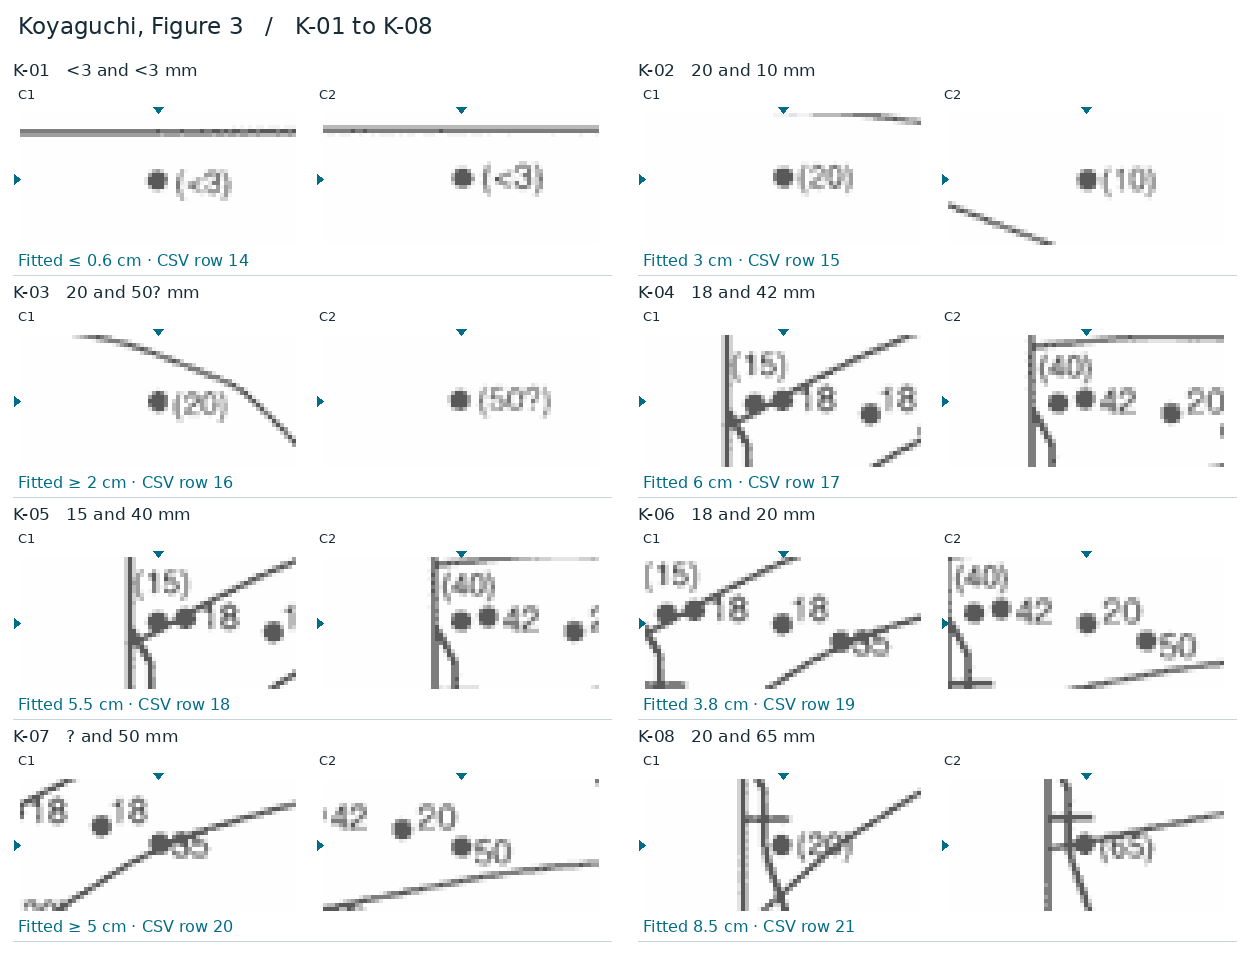 Koyaguchi, Figure 3 / K-01 to K-08
K-01 <3 and <3 mm
C1
C2
(<3)
(<3)
Fitted ≤ 0.6 cm · CSV row 14
K-02 20 and 10 mm
C1
C2
(20)
(10)
Fitted 3 cm · CSV row 15
K-03 20 and 50? mm
C1
C2
(20)
(50?)
Fitted ≥ 2 cm · CSV row 16
K-04 18 and 42 mm
C1
C2
(15)
18
18
(40)
42
20
Fitted 6 cm · CSV row 17
K-05 15 and 40 mm
C1
C2
(15)
18
(40)
42
Fitted 5.5 cm · CSV row 18
K-06 18 and 20 mm
C1
C2
(15)
18
18
(40)
42
20
50
Fitted 3.8 cm · CSV row 19
K-07 ? and 50 mm
C1
C2
18
18
42
20
50
Fitted ≥ 5 cm · CSV row 20
K-08 20 and 65 mm
C1
C2
(20)
(65)
Fitted 8.5 cm · CSV row 21